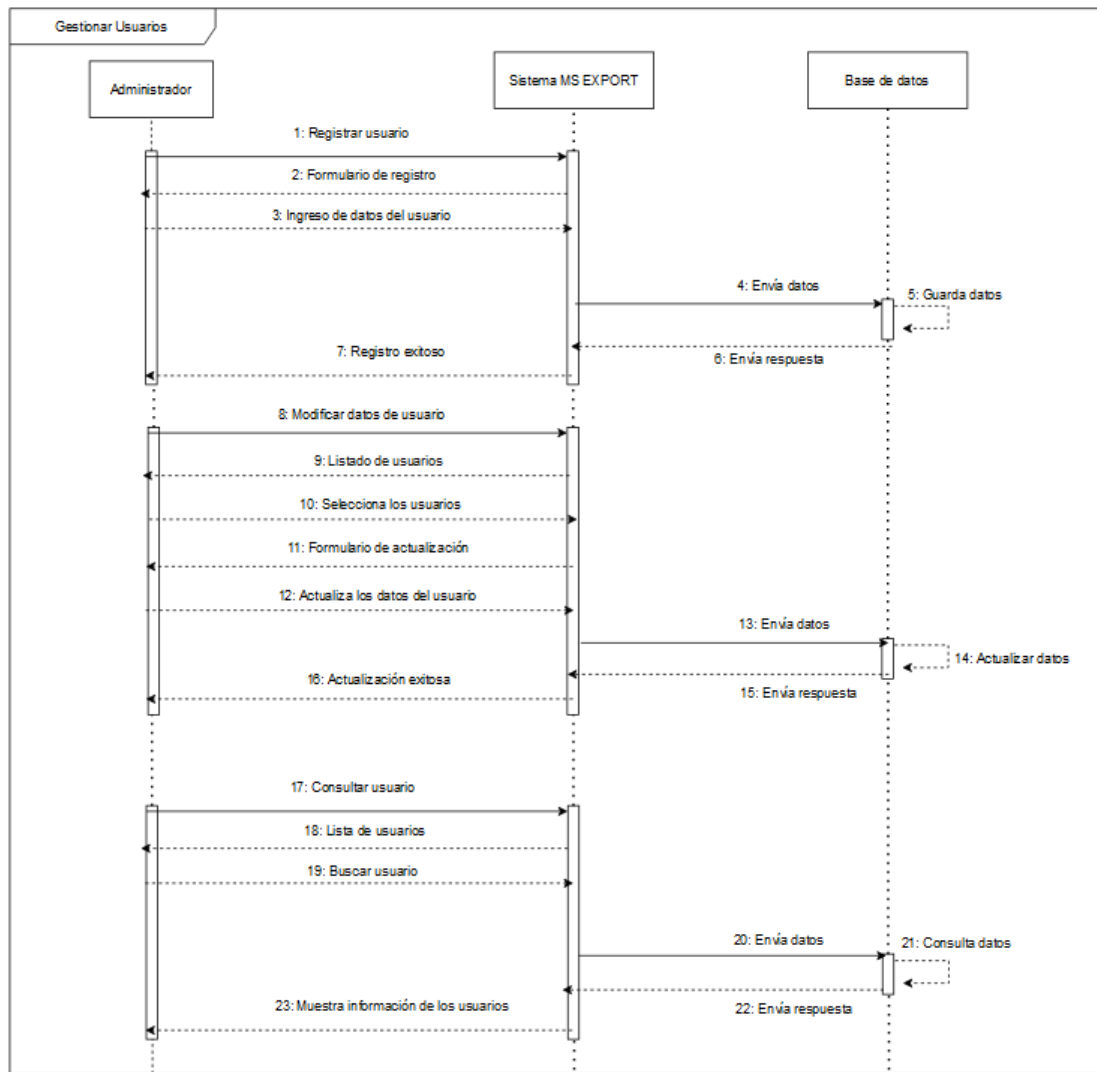 Gestionar Usuarios
Administrador
Sistema MS EXPORT
Base de datos
1: Registrar usuario
2: Formulario de registro
3: Ingreso de datos del usuario
4: Envía datos
5: Guarda datos
6: Envía respuesta
7: Registro exitoso
8: Modificar datos de usuario
9: Listado de usuarios
10: Selecciona los usuarios
11: Formulario de actualización
12: Actualiza los datos del usuario
13: Envía datos
14: Actualizar datos
15: Envía respuesta
16: Actualización exitosa
17: Consultar usuario
18: Lista de usuarios
19: Buscar usuario
20: Envía datos
21: Consulta datos
22: Envía respuesta
23: Muestra información de los usuarios